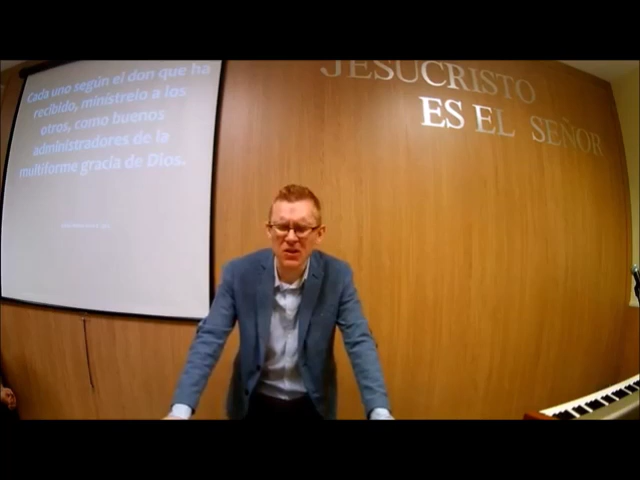 Cada uno según el don que ha
recibido, minístrelo a los
otros, como buenos
administradores de la
multiforme gracia de Dios.
JESUCRISTO
ES EL SEÑOR